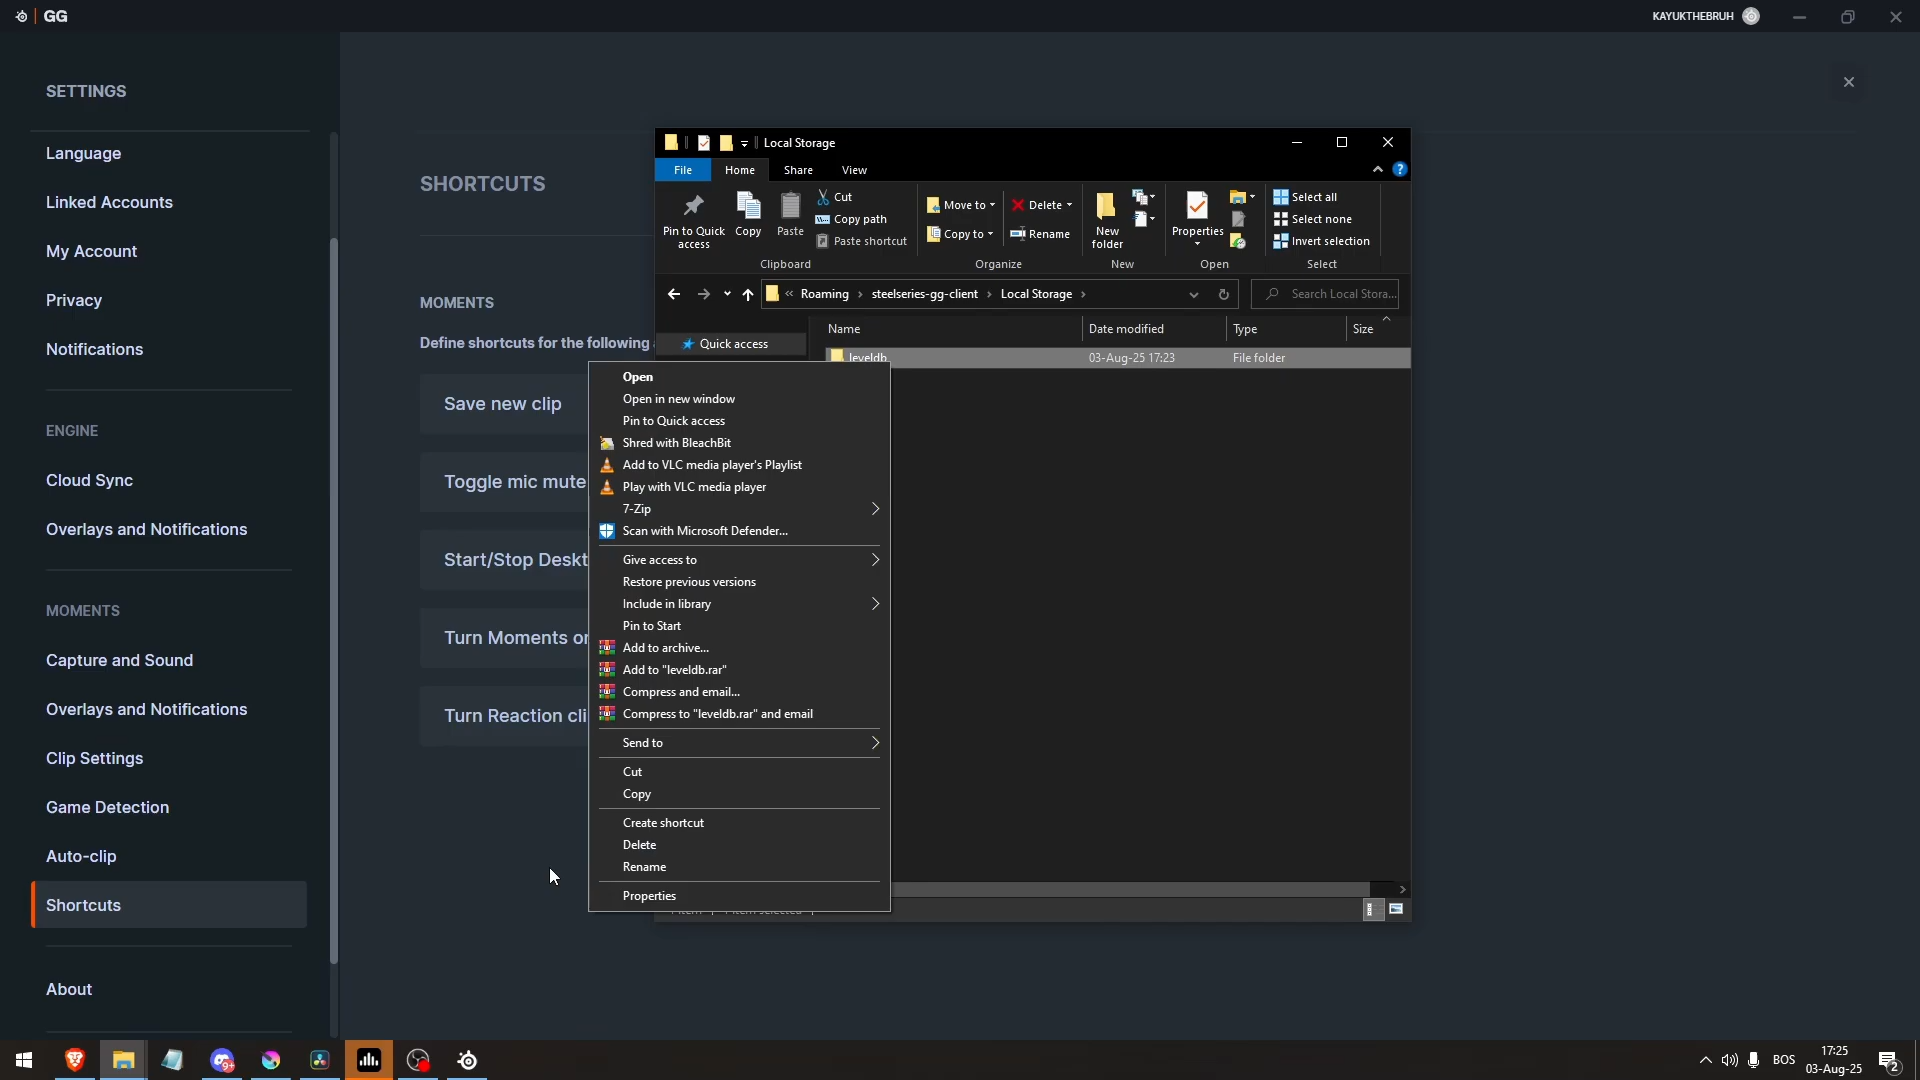 GG
KAYUKTHEBRUH
SETTINGS
Language
Linked Accounts
My Account
Privacy
Notifications
ENGINE
Cloud Sync
Overlays and Notifications
MOMENTS
Capture and Sound
Overlays and Notifications
Clip Settings
Game Detection
Auto-clip
Shortcuts
About
SHORTCUTS
MOMENTS
Define shortcuts for the following
Save new clip
Toggle mic mute
Start/Stop Deskt
Turn Moments or
Turn Reaction cli
Local Storage
File Home Share View
Pin to Quick access
Copy
Paste
Cut
Copy path
Paste shortcut
Clipboard
Move to
Copy to
Delete
Rename
Organize
New folder
New
Properties
Open
Select all
Select none
Invert selection
Select
« Roaming › steelseries-gg-client › Local Storage ›
Search Local Stora...
Name Date modified Type Size
Quick access
leveldb 03-Aug-25 17:23 File folder
Open
Open in new window
Pin to Quick access
Shred with BleachBit
Add to VLC media player's Playlist
Play with VLC media player
7-Zip
Scan with Microsoft Defender...
Give access to
Restore previous versions
Include in library
Pin to Start
Add to archive...
Add to "leveldb.rar"
Compress and email...
Compress to "leveldb.rar" and email
Send to
Cut
Copy
Create shortcut
Delete
Rename
Properties
9+
BOS
17:25
03-Aug-25
2